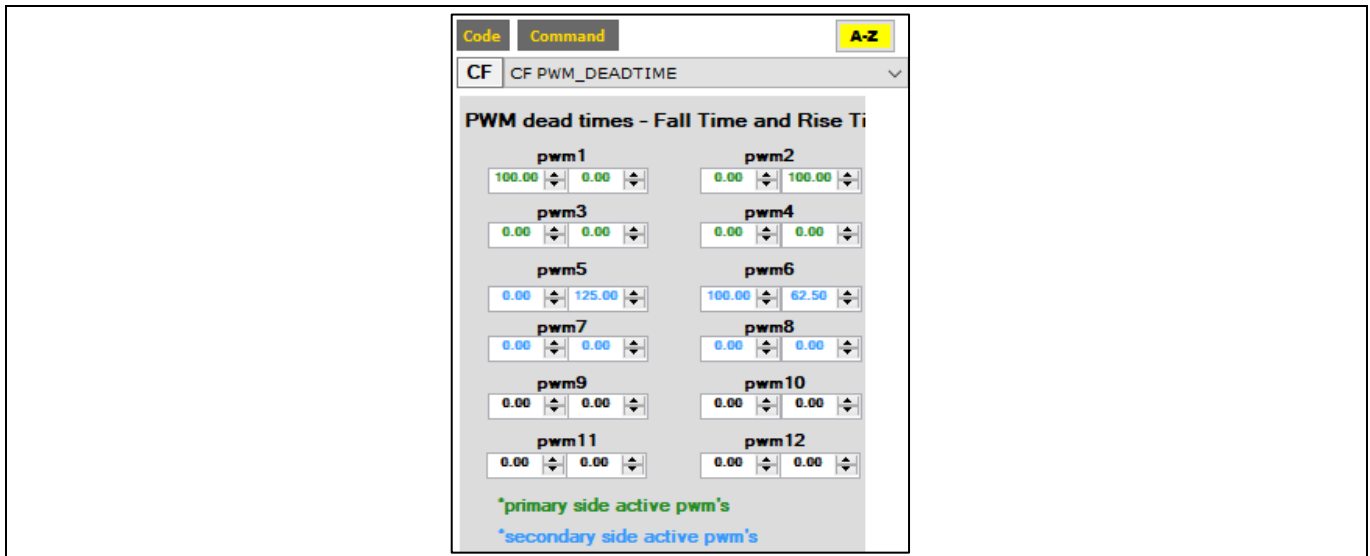 Code Command A-Z
CF CF PWM_DEADTIME
PWM dead times - Fall Time and Rise Ti
pwm1 pwm2
100.00 0.00 0.00 100.00
pwm3 pwm4
0.00 0.00 0.00 0.00
pwm5 pwm6
0.00 125.00 100.00 62.50
pwm7 pwm8
0.00 0.00 0.00 0.00
pwm9 pwm10
0.00 0.00 0.00 0.00
pwm11 pwm12
0.00 0.00 0.00 0.00
*primary side active pwm's
*secondary side active pwm's